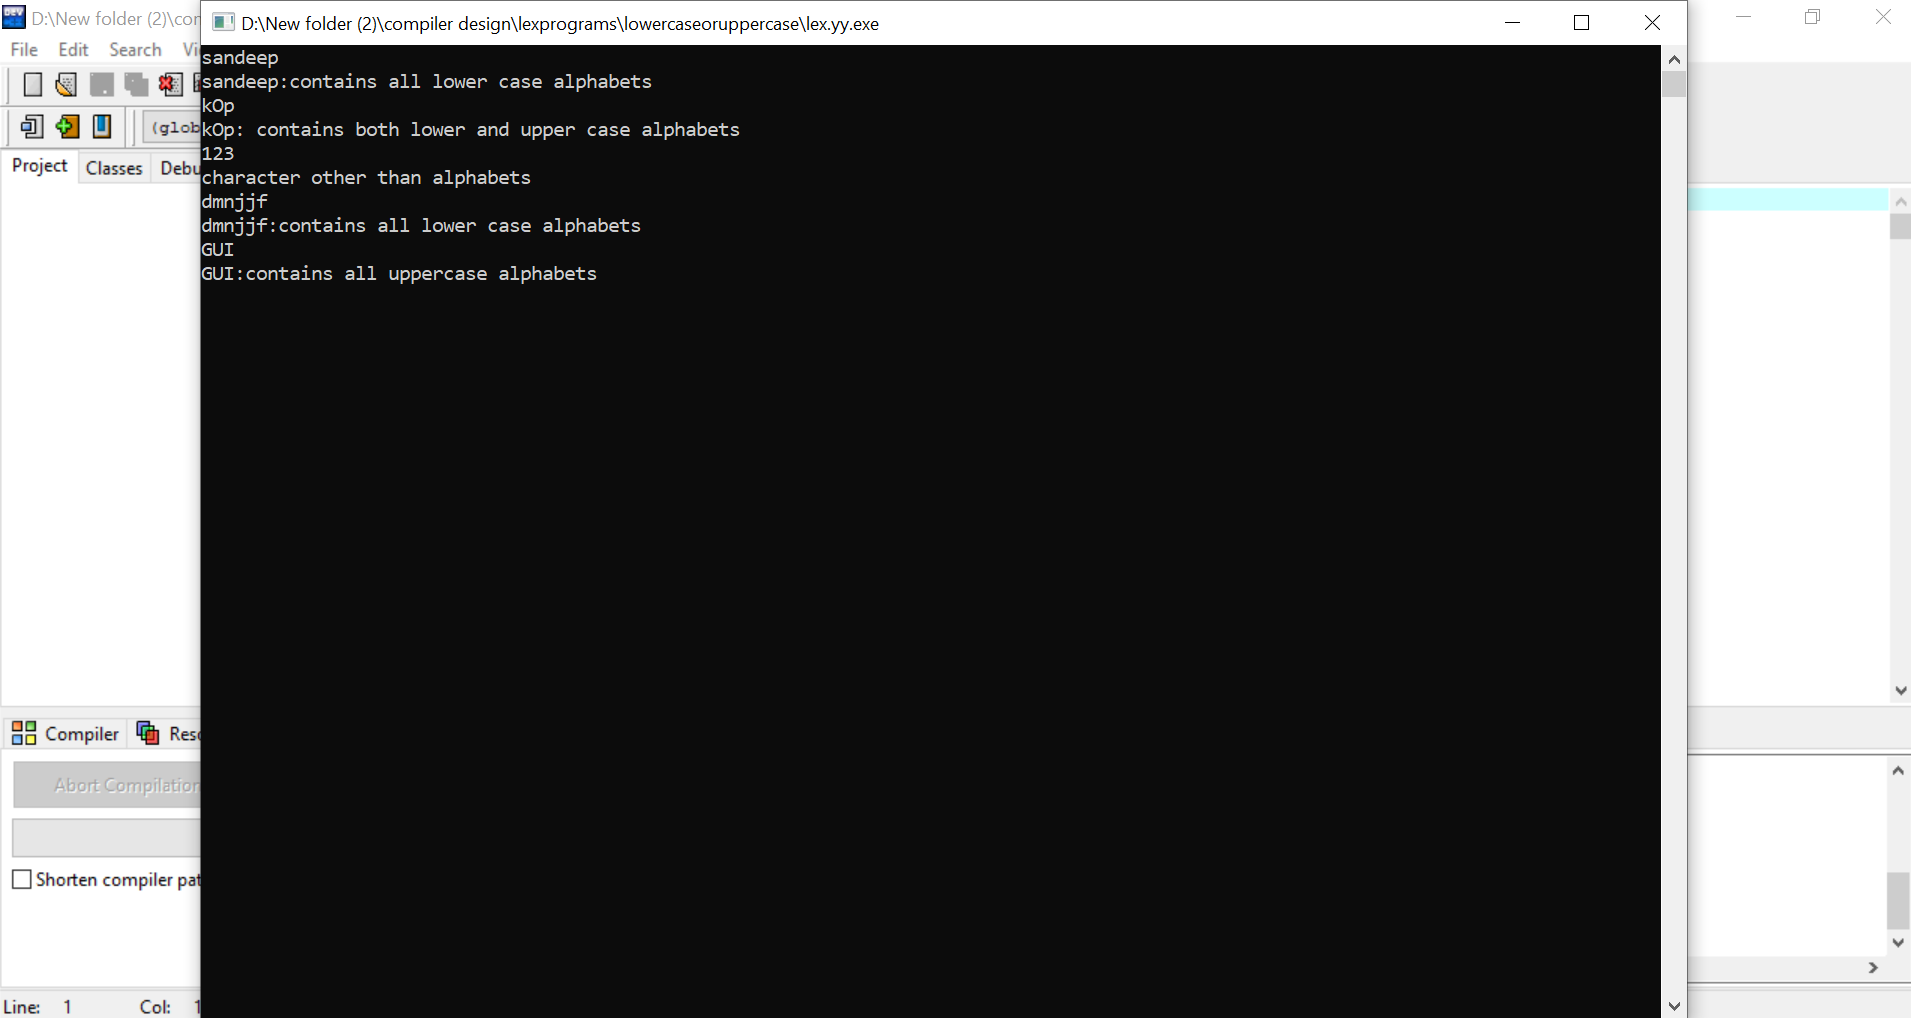 DEV D:\New folder (2)\con
File Edit Search Vi
(glob
Project Classes Debu
D:\New folder (2)\compiler design\lexprograms\lowercaseoruppercase\lex.yy.exe
sandeep
sandeep:contains all lower case alphabets
kOp
kOp: contains both lower and upper case alphabets
123
character other than alphabets
dmnjjf
dmnjjf:contains all lower case alphabets
GUI
GUI:contains all uppercase alphabets
Compiler Reso
Abort Compilation
Shorten compiler pat
Line: 1 Col: 1